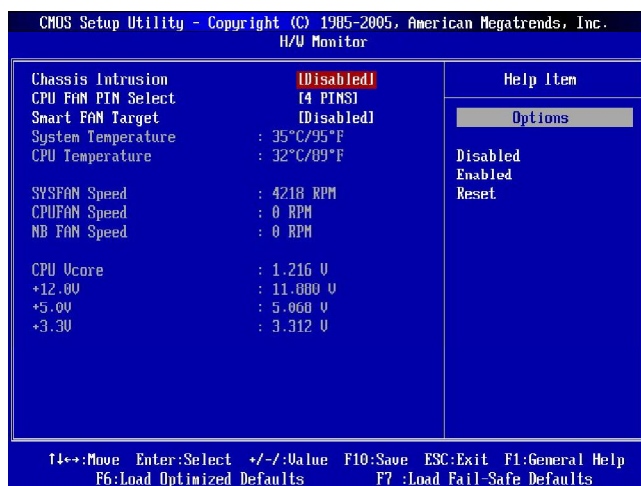 CMOS Setup Utility - Copyright (C) 1985-2005, American Megatrends, Inc.
H/W Monitor
Chassis Intrusion [Disabled]
CPU FAN PIN Select [4 PINS]
Smart FAN Target [Disabled]
System Temperature : 35°C/95°F
CPU Temperature : 32°C/89°F
SYSFAN Speed : 4218 RPM
CPUFAN Speed : 0 RPM
NB FAN Speed : 0 RPM
CPU Vcore : 1.216 V
+12.0V : 11.880 V
+5.0V : 5.068 V
+3.3V : 3.312 V
Help Item
Options
Disabled
Enabled
Reset
↑↓←→:Move Enter:Select +/-/:Value F10:Save ESC:Exit F1:General Help
F6:Load Optimized Defaults F7 :Load Fail-Safe Defaults